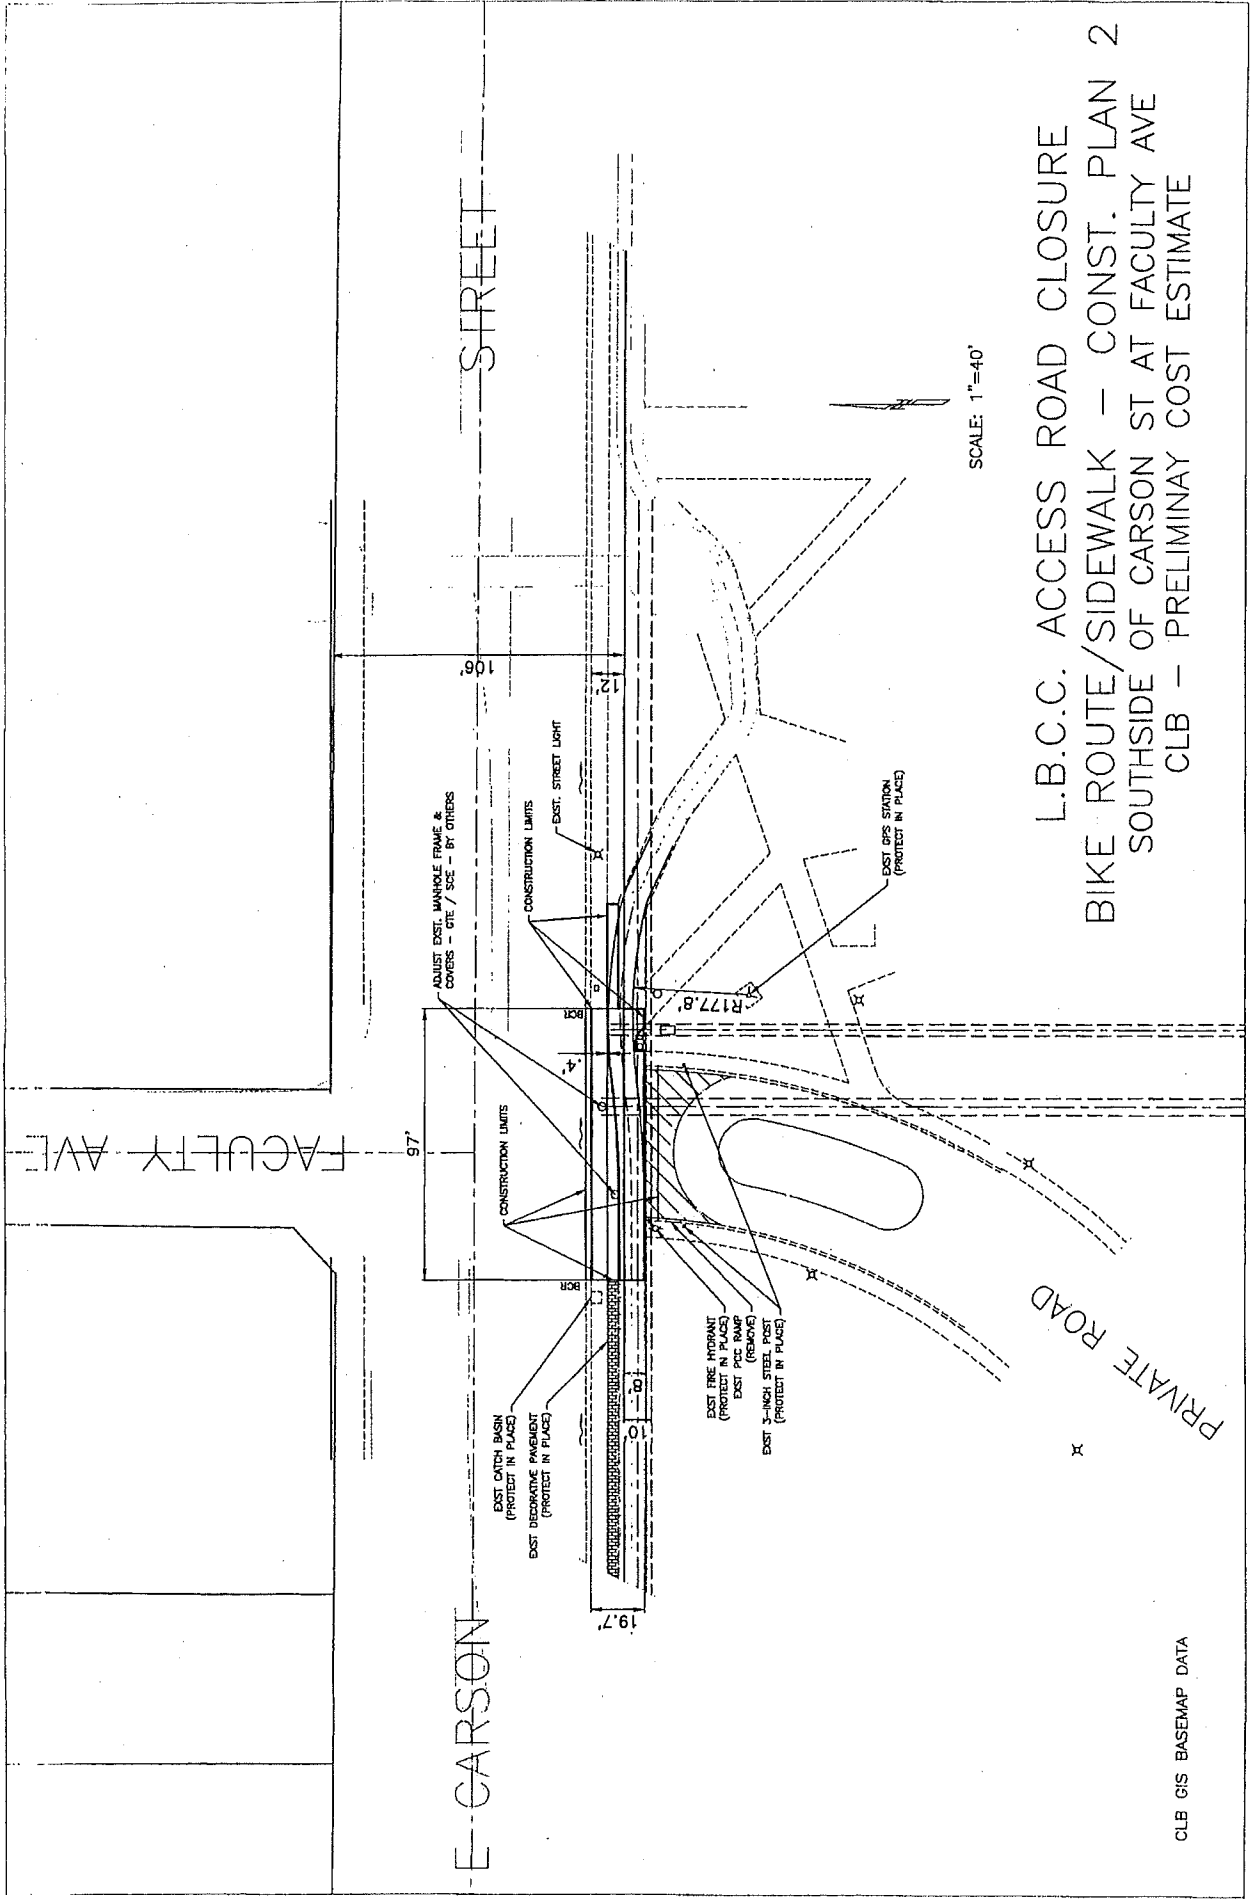 FACULTY AVE
E CARSON
STREET
97'
106'
12'
ADJUST EXST. MANHOLE FRAME &
COVERS - GTE / SCE - BY OTHERS
CONSTRUCTION LIMITS
CONSTRUCTION LIMITS
EXST. STREET LIGHT
BCR
BCR
.4'
EXST CATCH BASIN
(PROTECT IN PLACE)
EXST DECORATIVE PAVEMENT
(PROTECT IN PLACE)
19.7'
10'
8'
R177.8'
EXST FIRE HYDRANT
(PROTECT IN PLACE)
EXST PCC RAMP
(REMOVE)
EXST 3-INCH STEEL POST
(PROTECT IN PLACE)
EXST GPS STATION
(PROTECT IN PLACE)
PRIVATE ROAD
SCALE: 1"=40'
L.B.C.C. ACCESS ROAD CLOSURE
BIKE ROUTE/SIDEWALK - CONST. PLAN 2
SOUTHSIDE OF CARSON ST AT FACULTY AVE
CLB - PRELIMINAY COST ESTIMATE
CLB GIS BASEMAP DATA